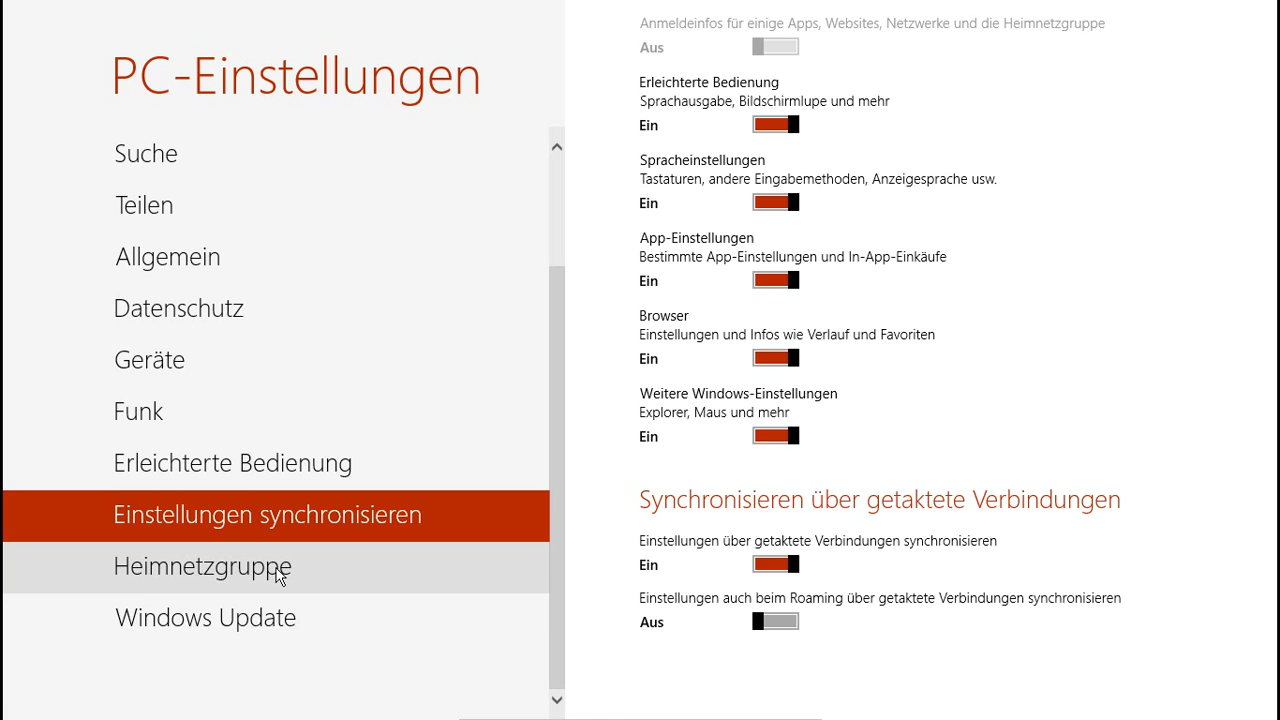 PC-Einstellungen
Suche
Teilen
Allgemein
Datenschutz
Geräte
Funk
Erleichterte Bedienung
Einstellungen synchronisieren
Heimnetzgruppe
Windows Update
Anmeldeinfos für einige Apps, Websites, Netzwerke und die Heimnetzgruppe
Aus
Erleichterte Bedienung
Sprachausgabe, Bildschirmlupe und mehr
Ein
Spracheinstellungen
Tastaturen, andere Eingabemethoden, Anzeigesprache usw.
Ein
App-Einstellungen
Bestimmte App-Einstellungen und In-App-Einkäufe
Ein
Browser
Einstellungen und Infos wie Verlauf und Favoriten
Ein
Weitere Windows-Einstellungen
Explorer, Maus und mehr
Ein
Synchronisieren über getaktete Verbindungen
Einstellungen über getaktete Verbindungen synchronisieren
Ein
Einstellungen auch beim Roaming über getaktete Verbindungen synchronisieren
Aus